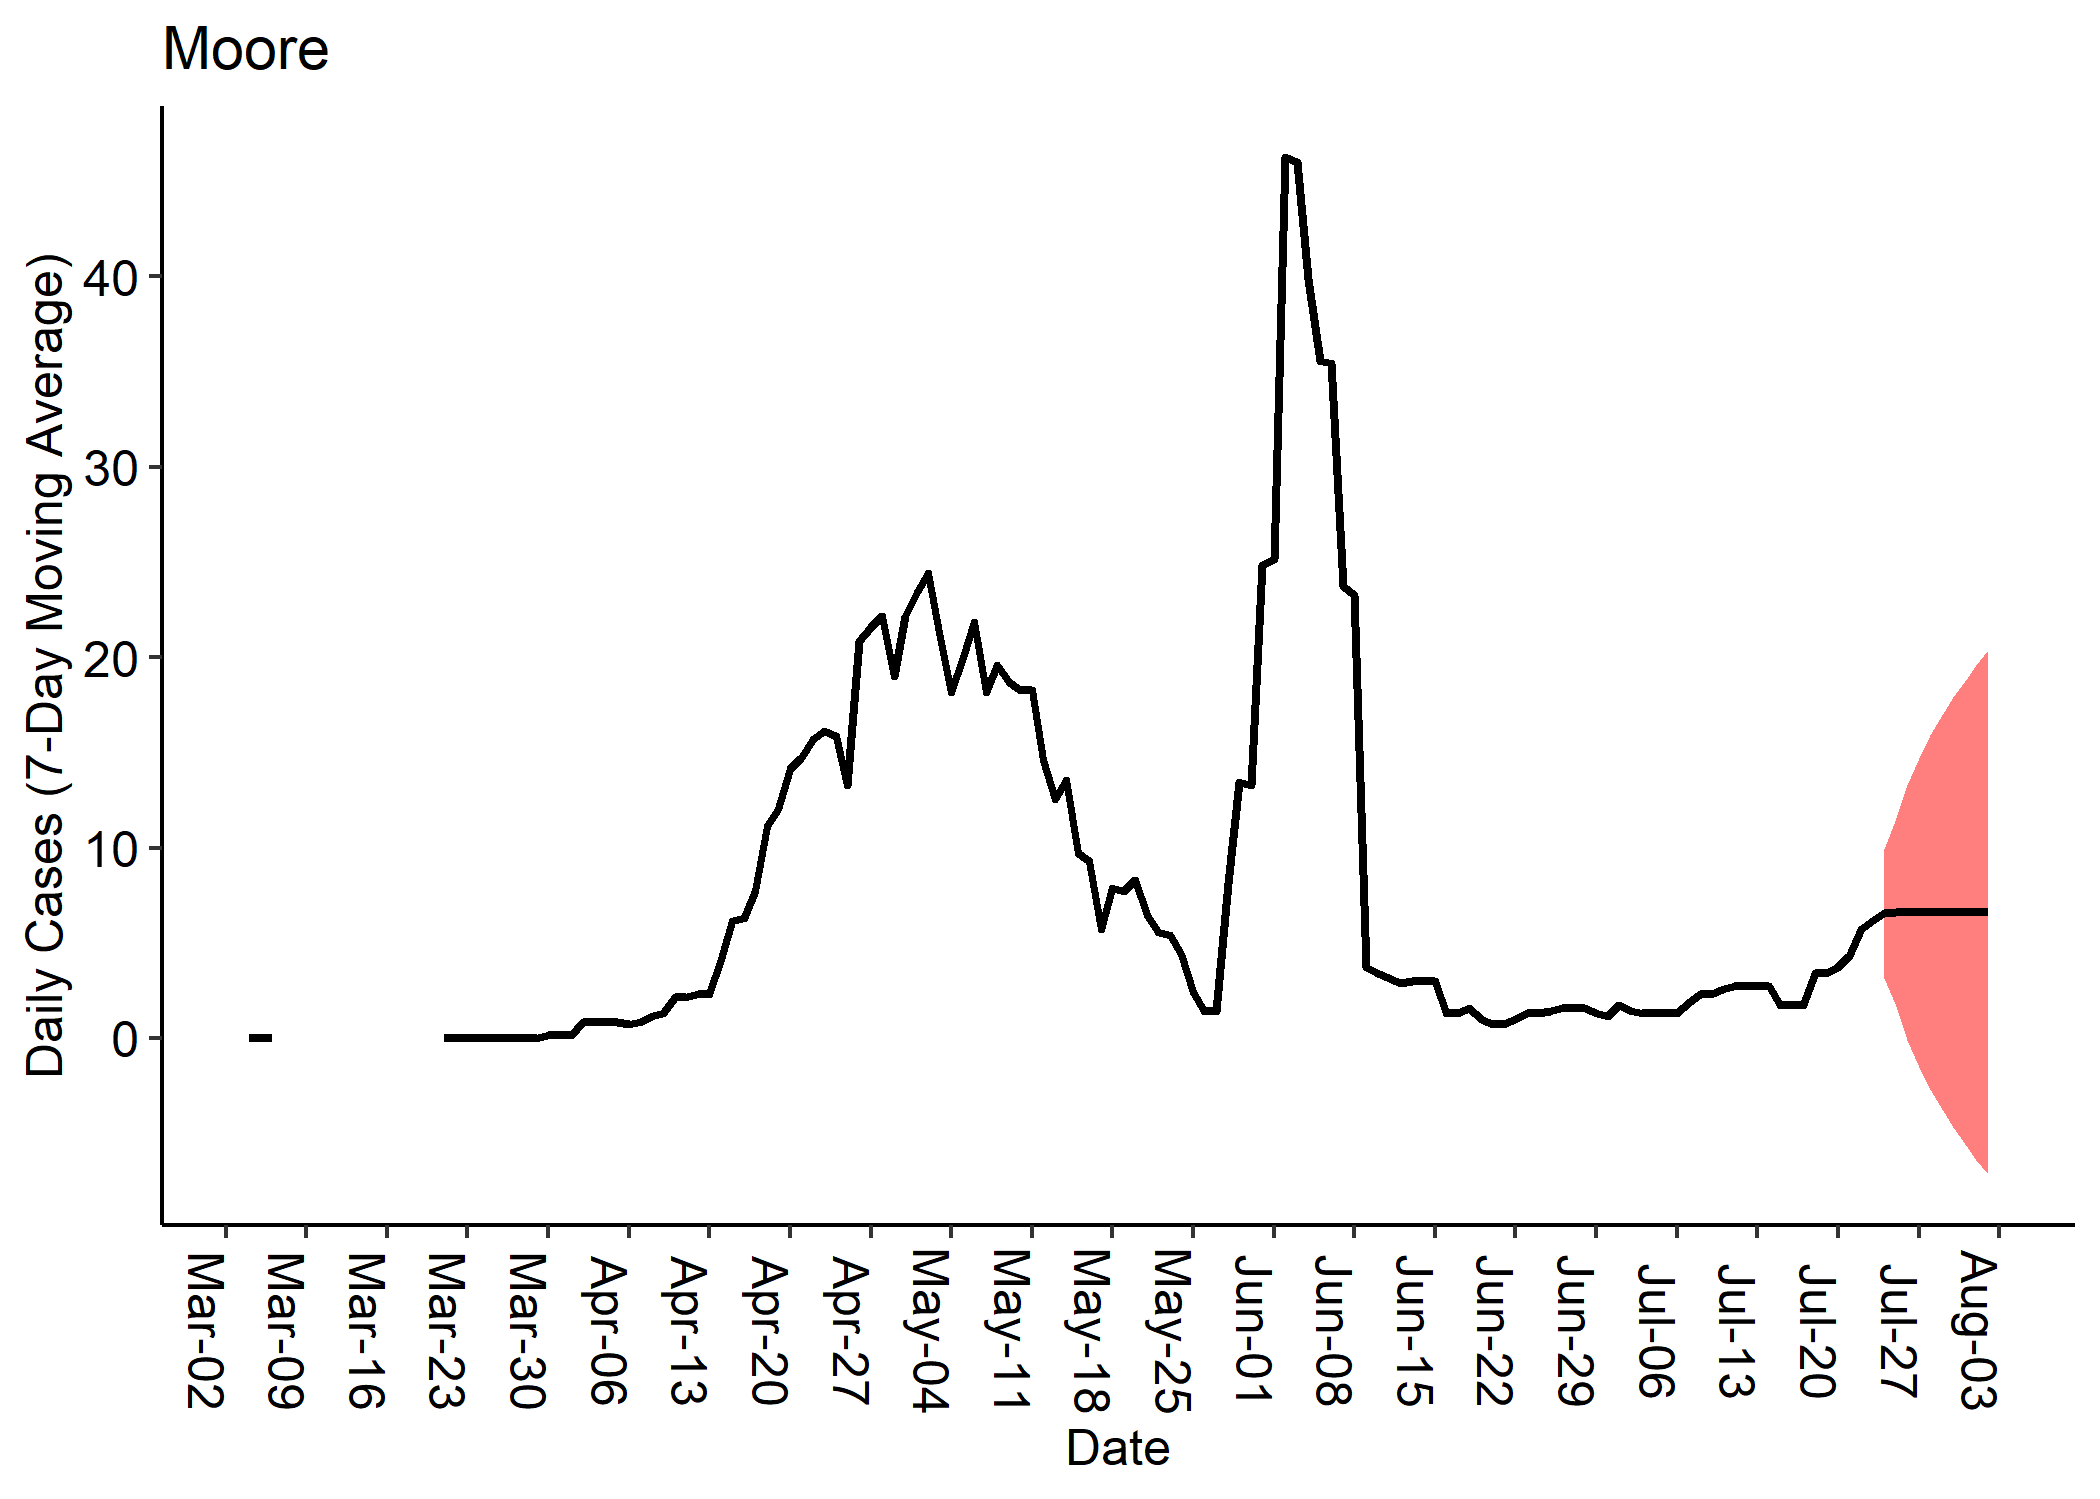 Moore
Daily Cases (7-Day Moving Average)
40
30
20
10
0
Mar-02
Mar-09
Mar-16
Mar-23
Mar-30
Apr-06
Apr-13
Apr-20
Apr-27
May-04
May-11
May-18
May-25
Jun-01
Jun-08
Jun-15
Jun-22
Jun-29
Jul-06
Jul-13
Jul-20
Jul-27
Aug-03
Date